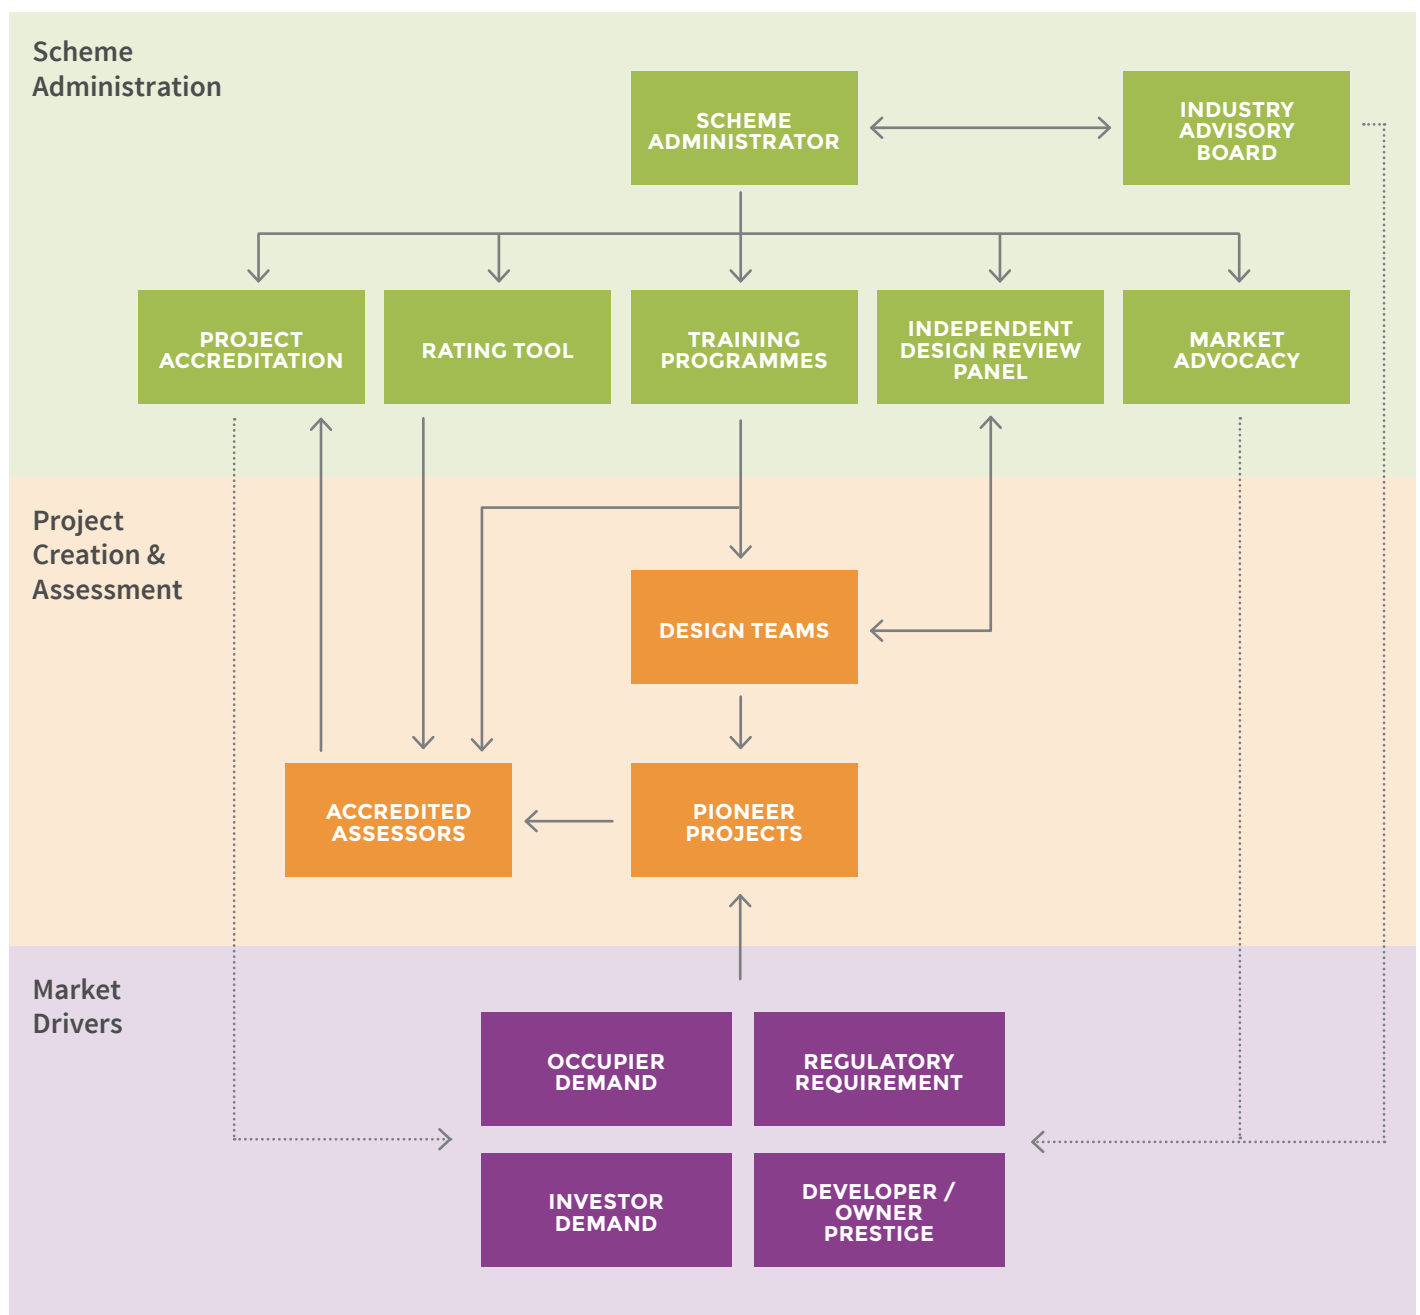 Scheme
Administration
SCHEME
ADMINISTRATOR
INDUSTRY
ADVISORY
BOARD
PROJECT
ACCREDITATION
RATING TOOL
TRAINING
PROGRAMMES
INDEPENDENT
DESIGN REVIEW
PANEL
MARKET
ADVOCACY
Project
Creation &
Assessment
DESIGN TEAMS
ACCREDITED
ASSESSORS
PIONEER
PROJECTS
Market
Drivers
OCCUPIER
DEMAND
REGULATORY
REQUIREMENT
INVESTOR
DEMAND
DEVELOPER /
OWNER
PRESTIGE